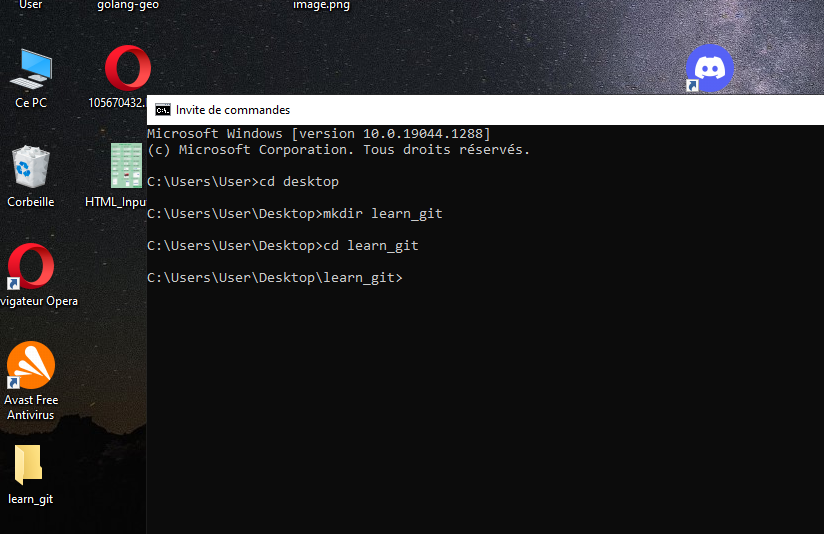 User
golang-geo
image.png
Ce PC
105670432.
Invite de commandes
Microsoft Windows [version 10.0.19044.1288]
(c) Microsoft Corporation. Tous droits réservés.
C:\Users\User>cd desktop
C:\Users\User\Desktop>mkdir learn_git
C:\Users\User\Desktop>cd learn_git
C:\Users\User\Desktop\learn_git>
Corbeille
HTML_Inpu
vigateur Opera
Avast Free
Antivirus
learn_git